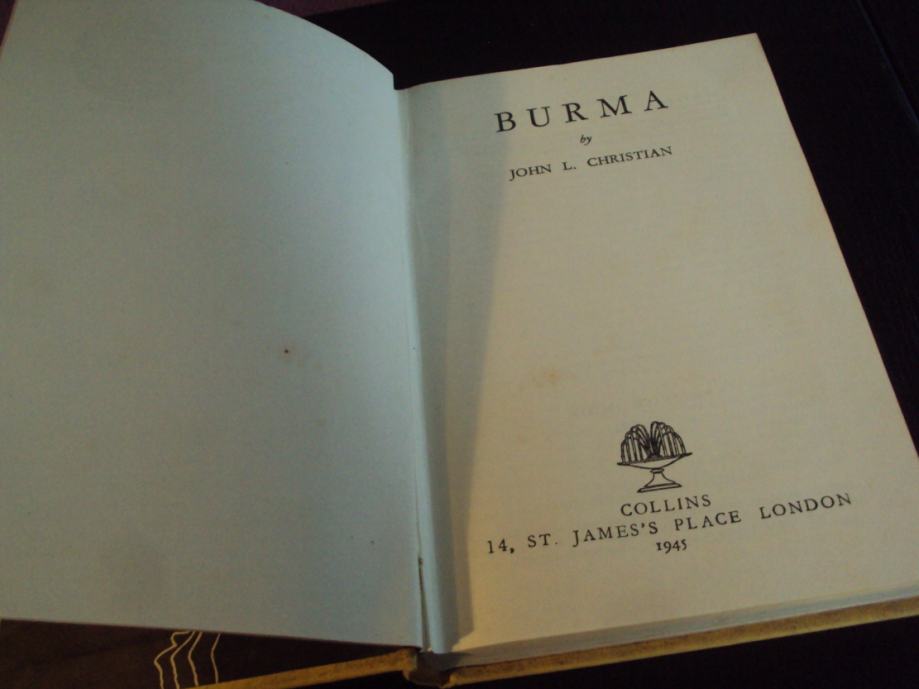 BURMA
by
JOHN L. CHRISTIAN
COLLINS
14, ST. JAMES'S PLACE LONDON
1945